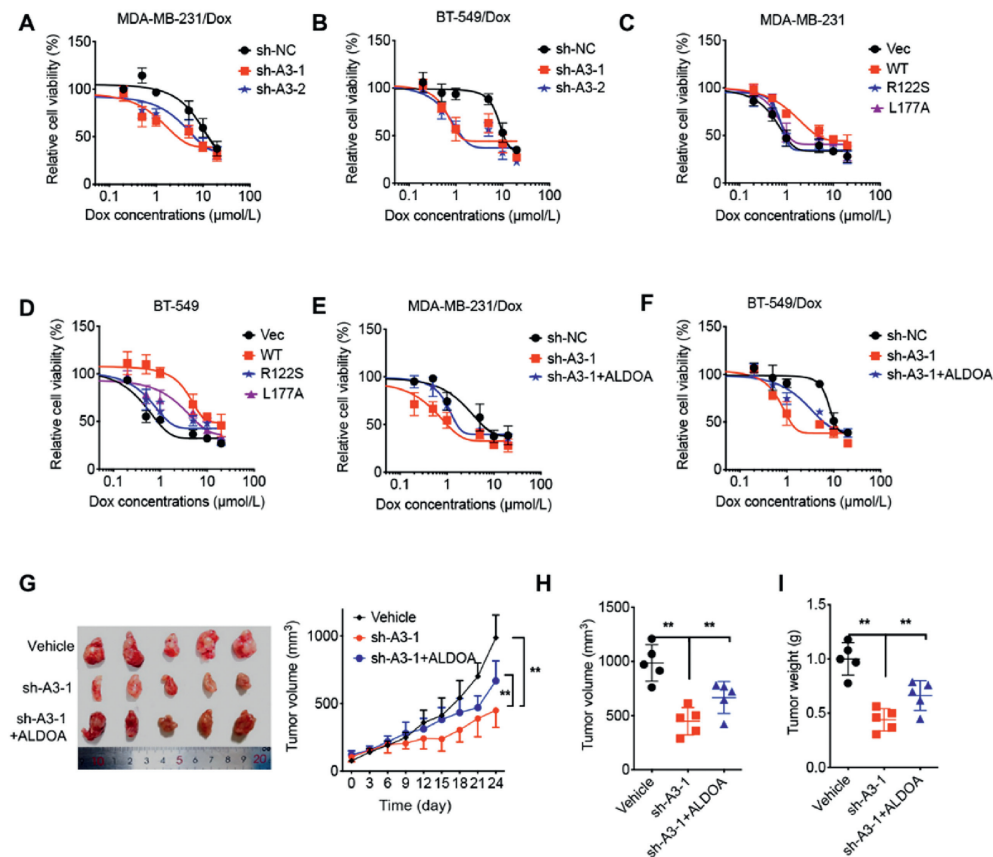 A
MDA-MB-231/Dox
Relative cell viability (%)
150
100
50
0
0.1
1
10
100
Dox concentrations (µmol/L)
sh-NC
sh-A3-1
sh-A3-2
B
BT-549/Dox
Relative cell viability (%)
150
100
50
0
0.1
1
10
100
Dox concentrations (µmol/L)
sh-NC
sh-A3-1
sh-A3-2
C
MDA-MB-231
Relative cell viability (%)
150
100
50
0
0.1
1
10
100
Dox concentrations (µmol/L)
Vec
WT
R122S
L177A
D
BT-549
Relative cell viability (%)
150
100
50
0
0.1
1
10
100
Dox concentrations (µmol/L)
Vec
WT
R122S
L177A
E
MDA-MB-231/Dox
Relative cell viability (%)
150
100
50
0
0.1
1
10
100
Dox concentrations (µmol/L)
sh-NC
sh-A3-1
sh-A3-1+ALDOA
F
BT-549/Dox
Relative cell viability (%)
150
100
50
0
0.1
1
10
100
Dox concentrations (µmol/L)
sh-NC
sh-A3-1
sh-A3-1+ALDOA
G
Vehicle
sh-A3-1
sh-A3-1
+ALDOA
1 2 3 4 5 6 7 8 9 20
Tumor volume (mm³)
1000
500
0
0 3 6 9 12 15 18 21 24
Time (day)
Vehicle
sh-A3-1
sh-A3-1+ALDOA
**
**
H
Tumor volume (mm³)
1500
1000
500
0
**
**
Vehicle
sh-A3-1
sh-A3-1+ALDOA
I
Tumor weight (g)
1.5
1.0
0.5
0.0
**
**
Vehicle
sh-A3-1
sh-A3-1+ALDOA